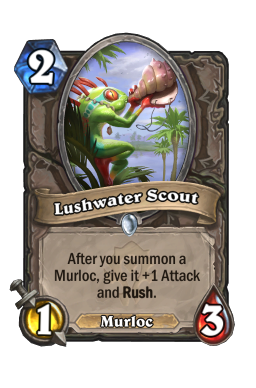 2
Lushwater Scout
After you summon a
Murloc, give it +1 Attack
and Rush.
1
Murloc
3